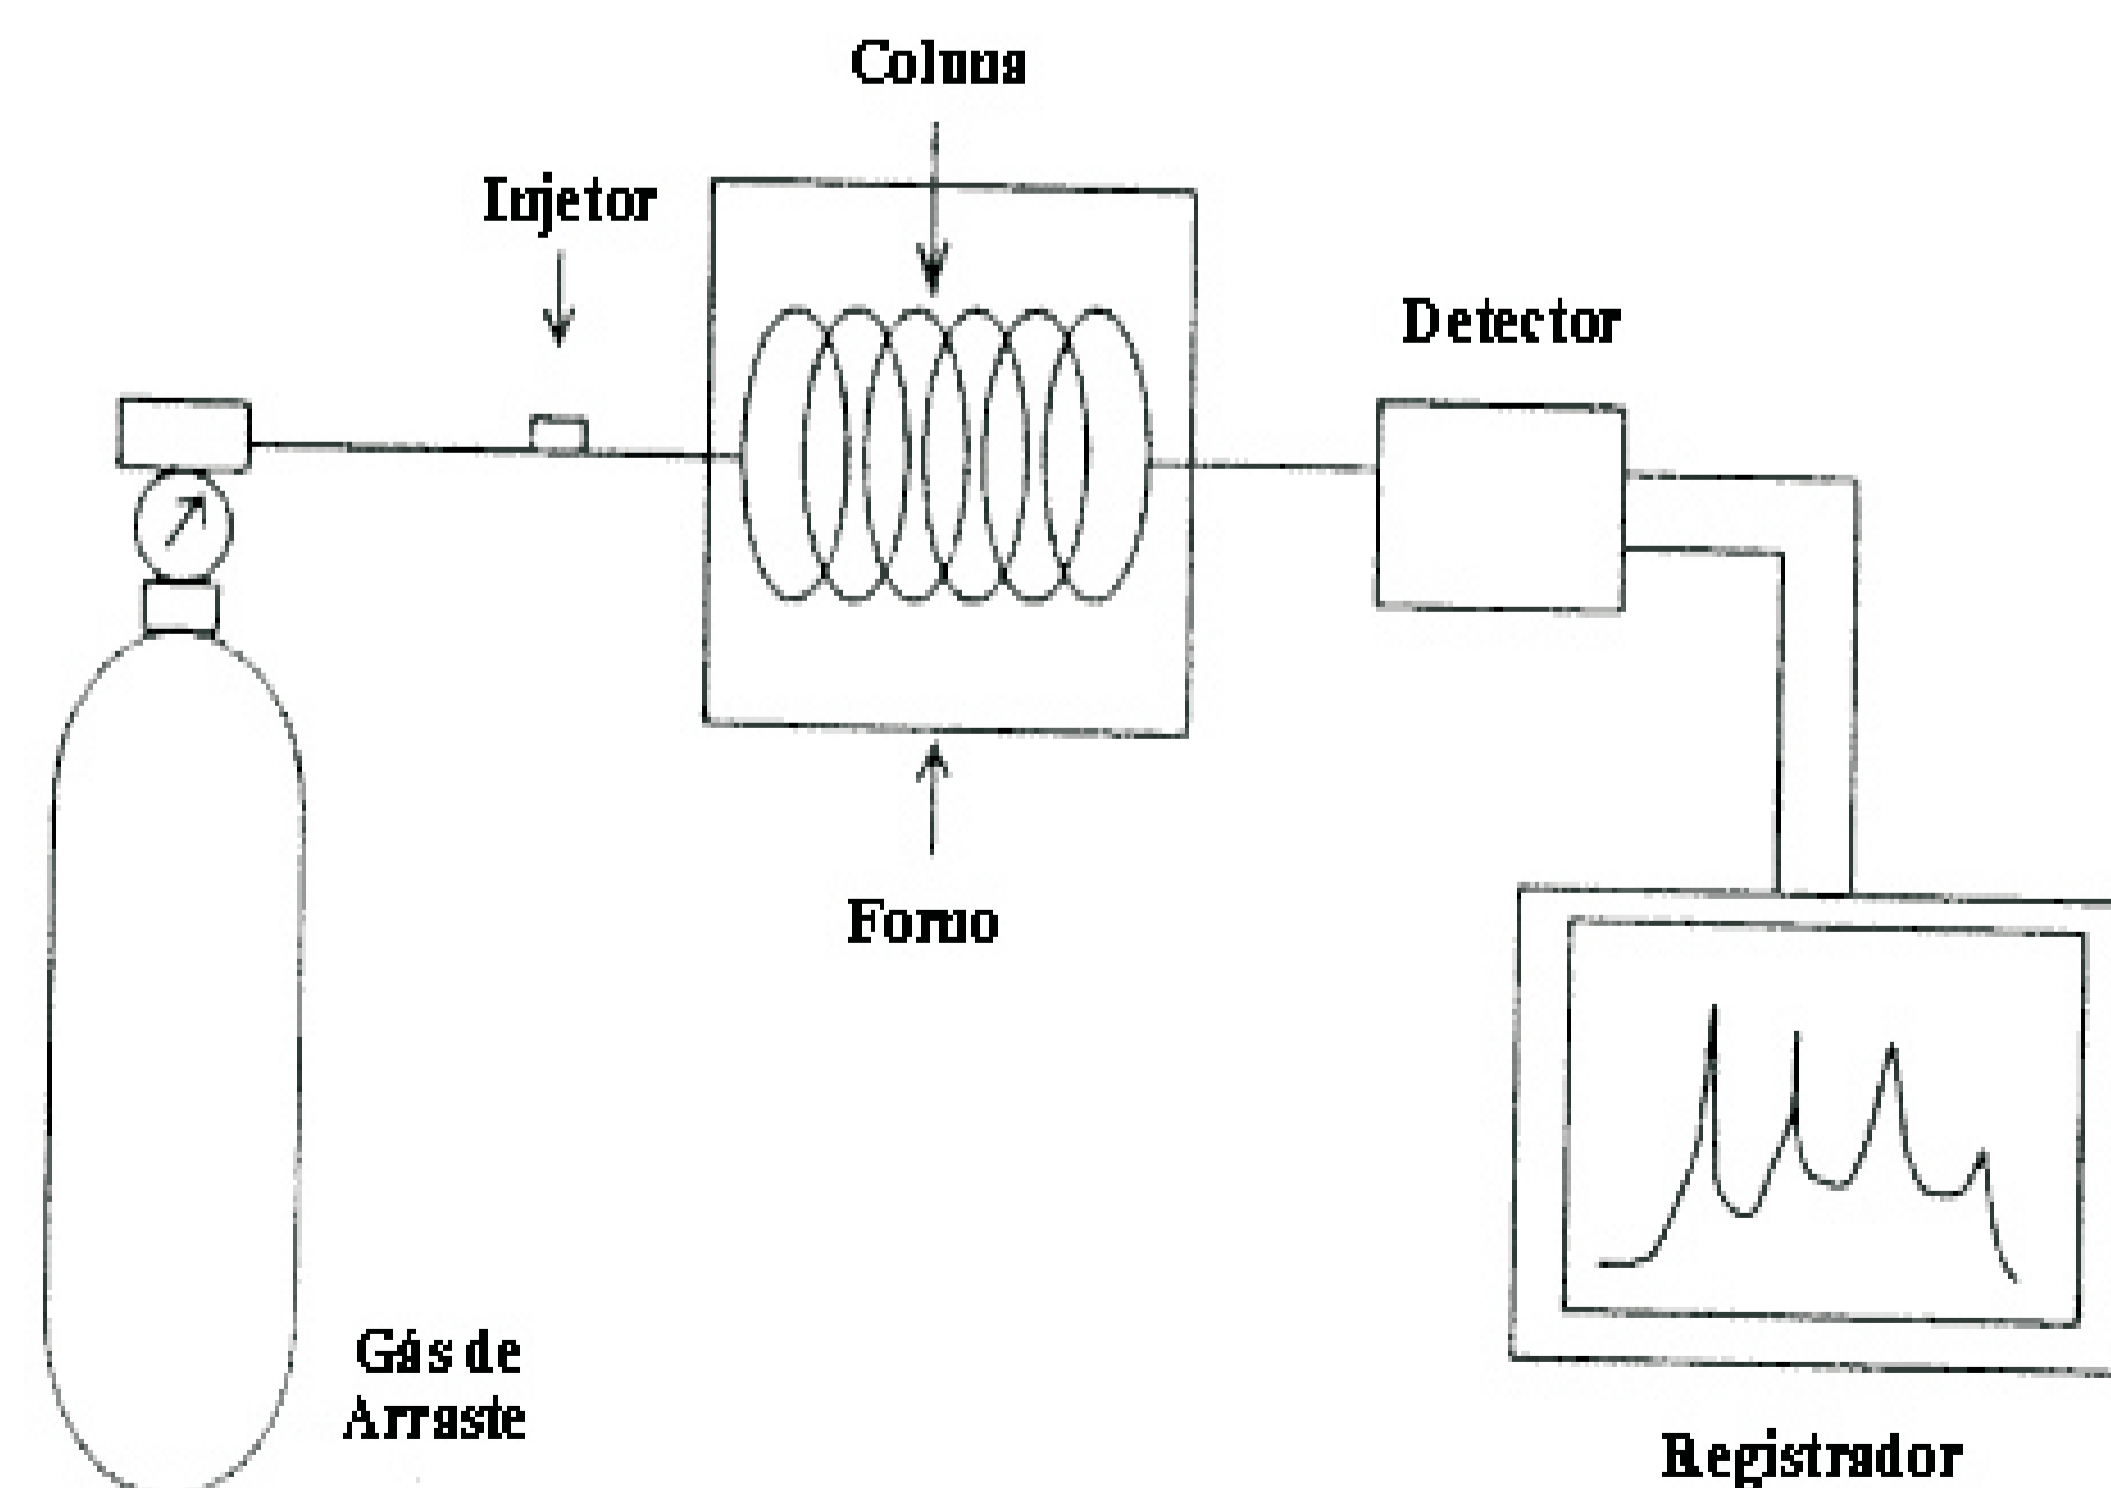 Coluna
Injetor
Detector
Forno
Gás de
Arraste
Registrador